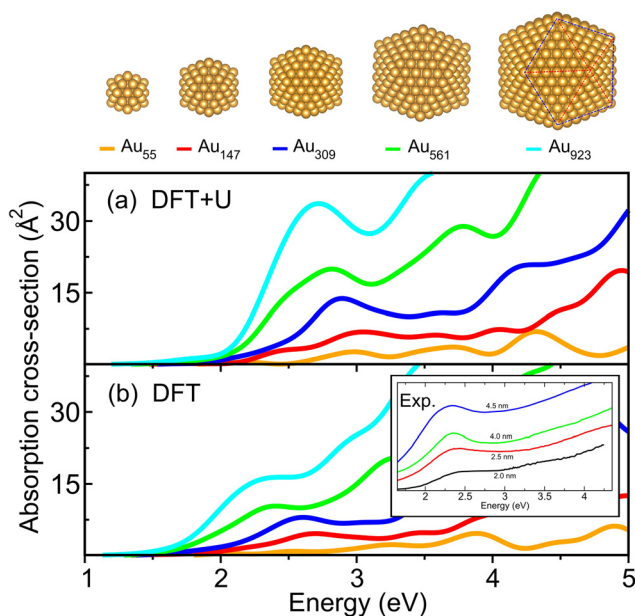 Au₅₅ Au₁₄₇ Au₃₀₉ Au₅₆₁ Au₉₂₃
Absorption cross-section (Å²)
(a) DFT+U
30
15
(b) DFT
30
15
Exp.
4.5 nm
4.0 nm
2.5 nm
2.0 nm
2 2.5 3 3.5 4
Energy (eV)
1 2 3 4 5
Energy (eV)